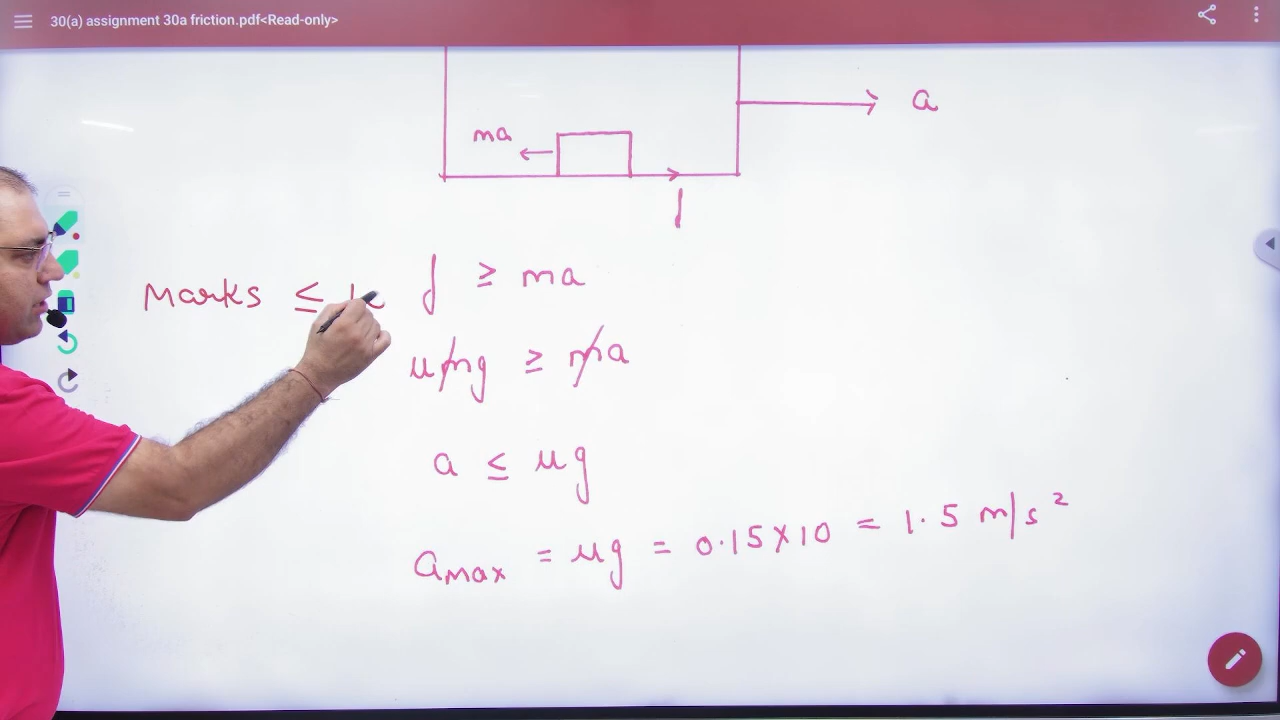 30(a) assignment 30a friction.pdf<Read-only>
a
ma
f
Marks ≤
f ≥ ma
μmg ≥ ma
a ≤ μg
amax = μg = 0.15×10 = 1.5 m/s²